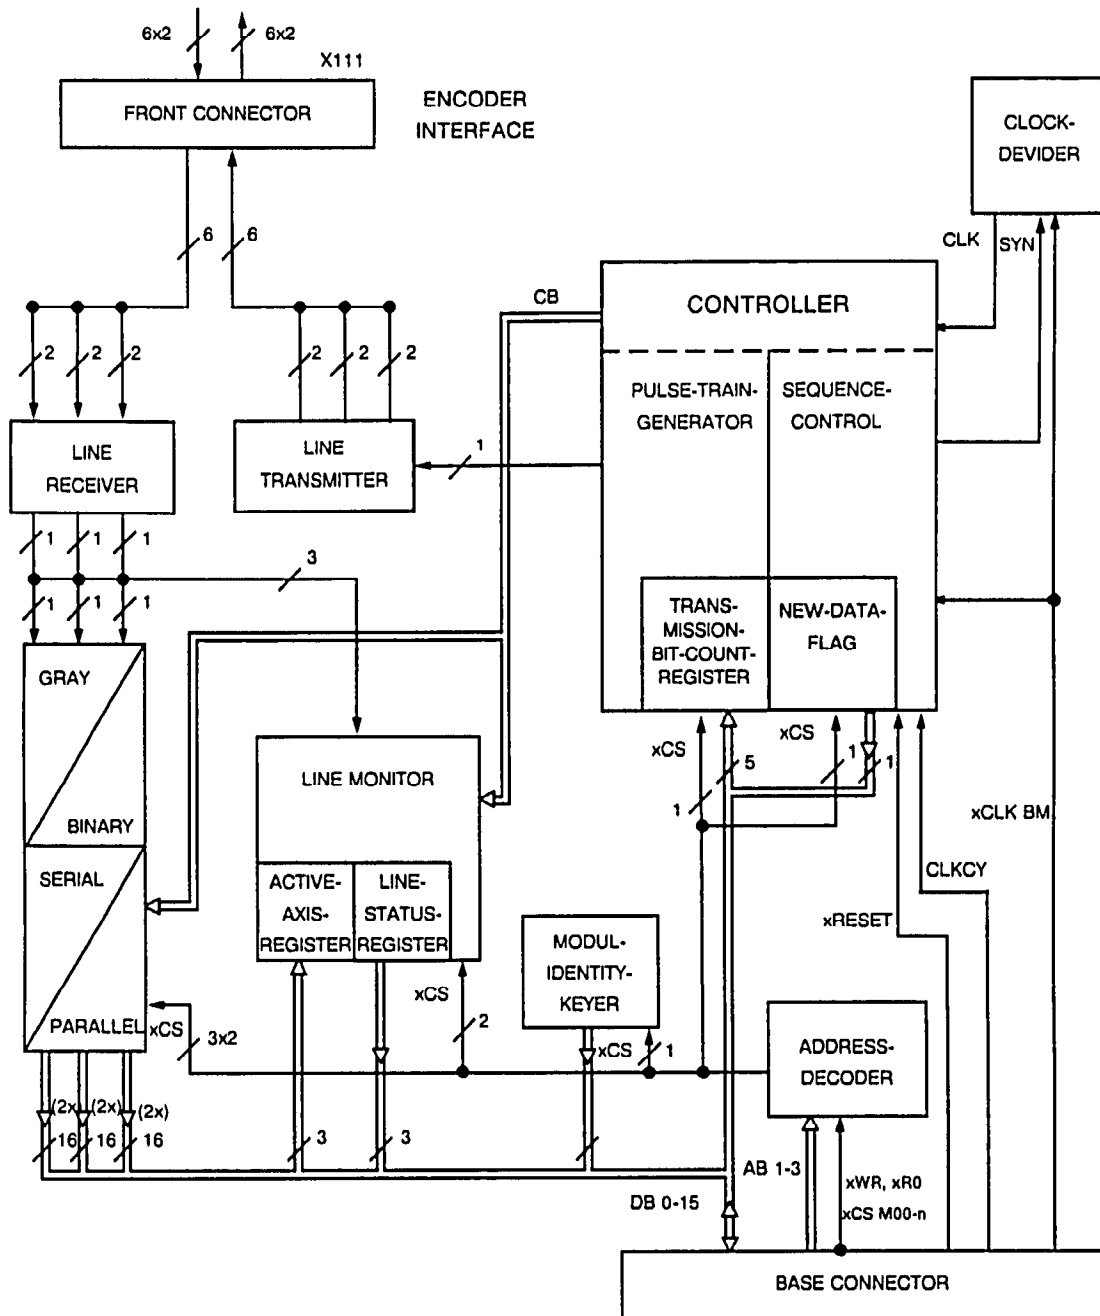 6x2
6x2
X111
FRONT CONNECTOR
ENCODER
INTERFACE
CLOCK-
DEVIDER
6
6
CLK
SYN
CB
CONTROLLER
2
2
2
2
2
2
PULSE-TRAIN-
GENERATOR
SEQUENCE-
CONTROL
LINE
RECEIVER
LINE
TRANSMITTER
1
1
1
1
3
1
1
1
TRANS-
MISSION-
BIT-COUNT-
REGISTER
NEW-DATA-
FLAG
GRAY
BINARY
LINE MONITOR
xCS
xCS
5
1
1
1
xCLK BM
CLKCY
SERIAL
PARALLEL
ACTIVE-
AXIS-
REGISTER
LINE-
STATUS-
REGISTER
xRESET
MODUL-
IDENTITY-
KEYER
xCS
xCS
3x2
2
xCS
1
ADDRESS-
DECODER
(2x)
(2x)
(2x)
16
16
16
3
3
AB 1-3
xWR, xR0
xCS M00-n
DB 0-15
BASE CONNECTOR